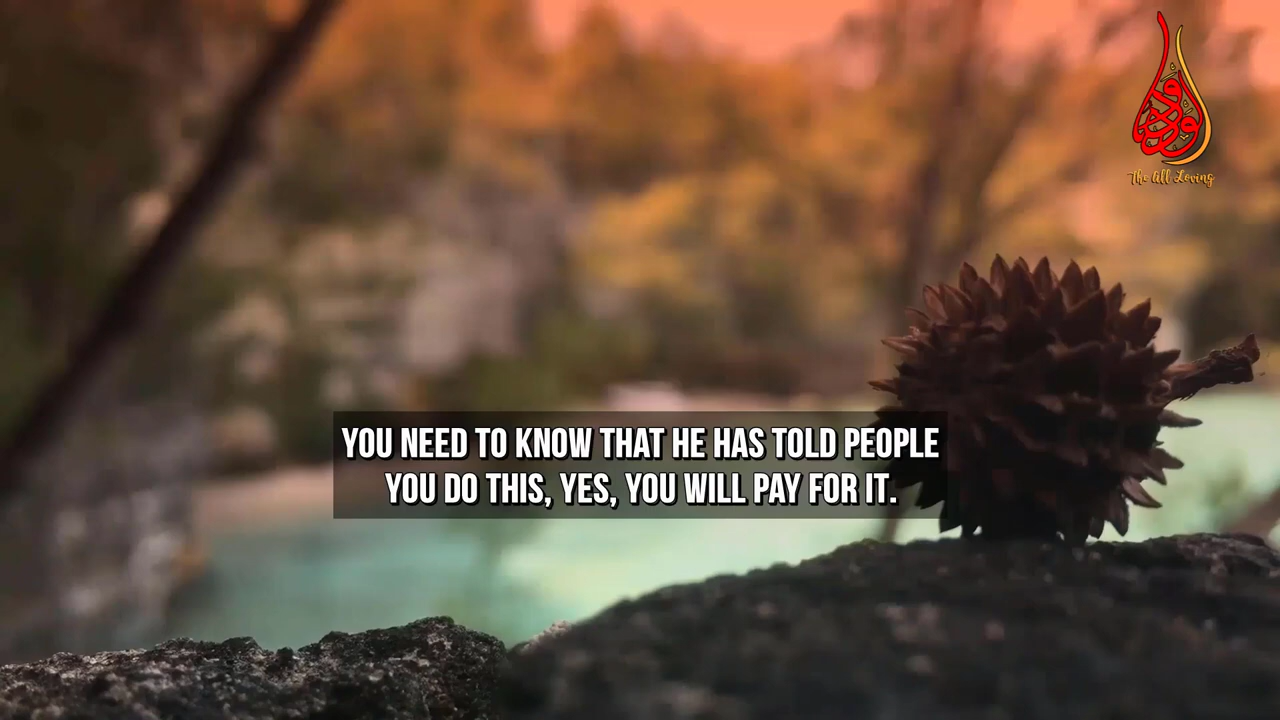 The All Loving
YOU NEED TO KNOW THAT HE HAS TOLD PEOPLE
YOU DO THIS, YES, YOU WILL PAY FOR IT.